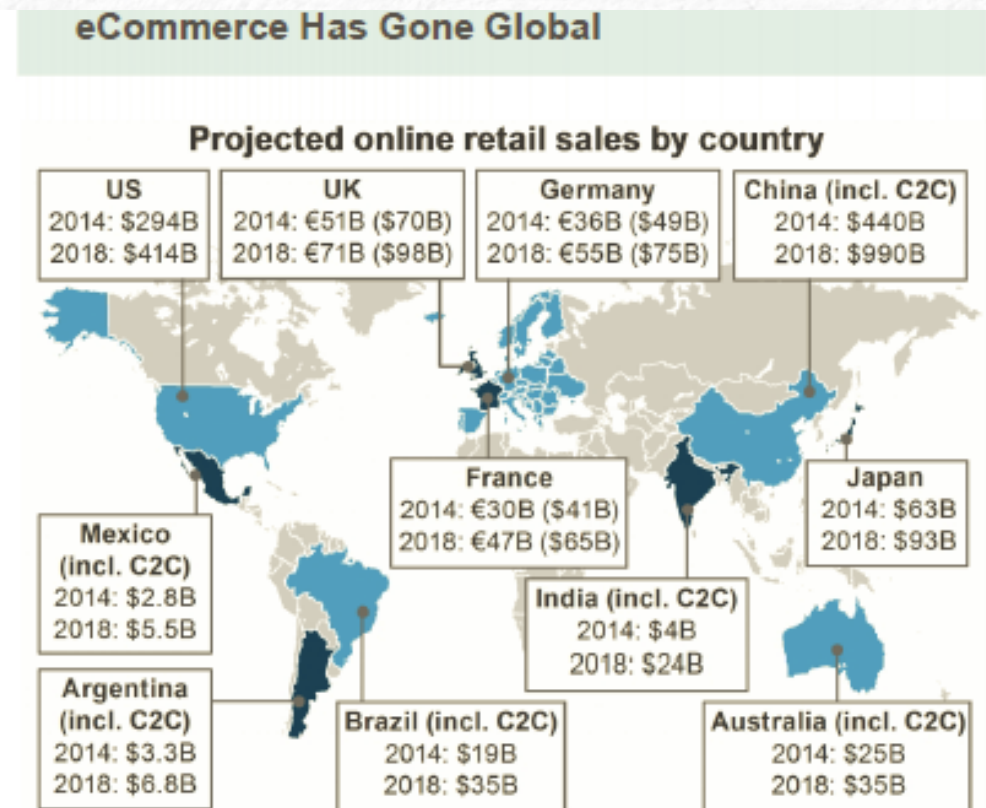 eCommerce Has Gone Global
Projected online retail sales by country
US
2014: $294B
2018: $414B
UK
2014: €51B ($70B)
2018: €71B ($98B)
Germany
2014: €36B ($49B)
2018: €55B ($75B)
China (incl. C2C)
2014: $440B
2018: $990B
France
2014: €30B ($41B)
2018: €47B ($65B)
Japan
2014: $63B
2018: $93B
Mexico
(incl. C2C)
2014: $2.8B
2018: $5.5B
India (incl. C2C)
2014: $4B
2018: $24B
Argentina
(incl. C2C)
2014: $3.3B
2018: $6.8B
Brazil (incl. C2C)
2014: $19B
2018: $35B
Australia (incl. C2C)
2014: $25B
2018: $35B